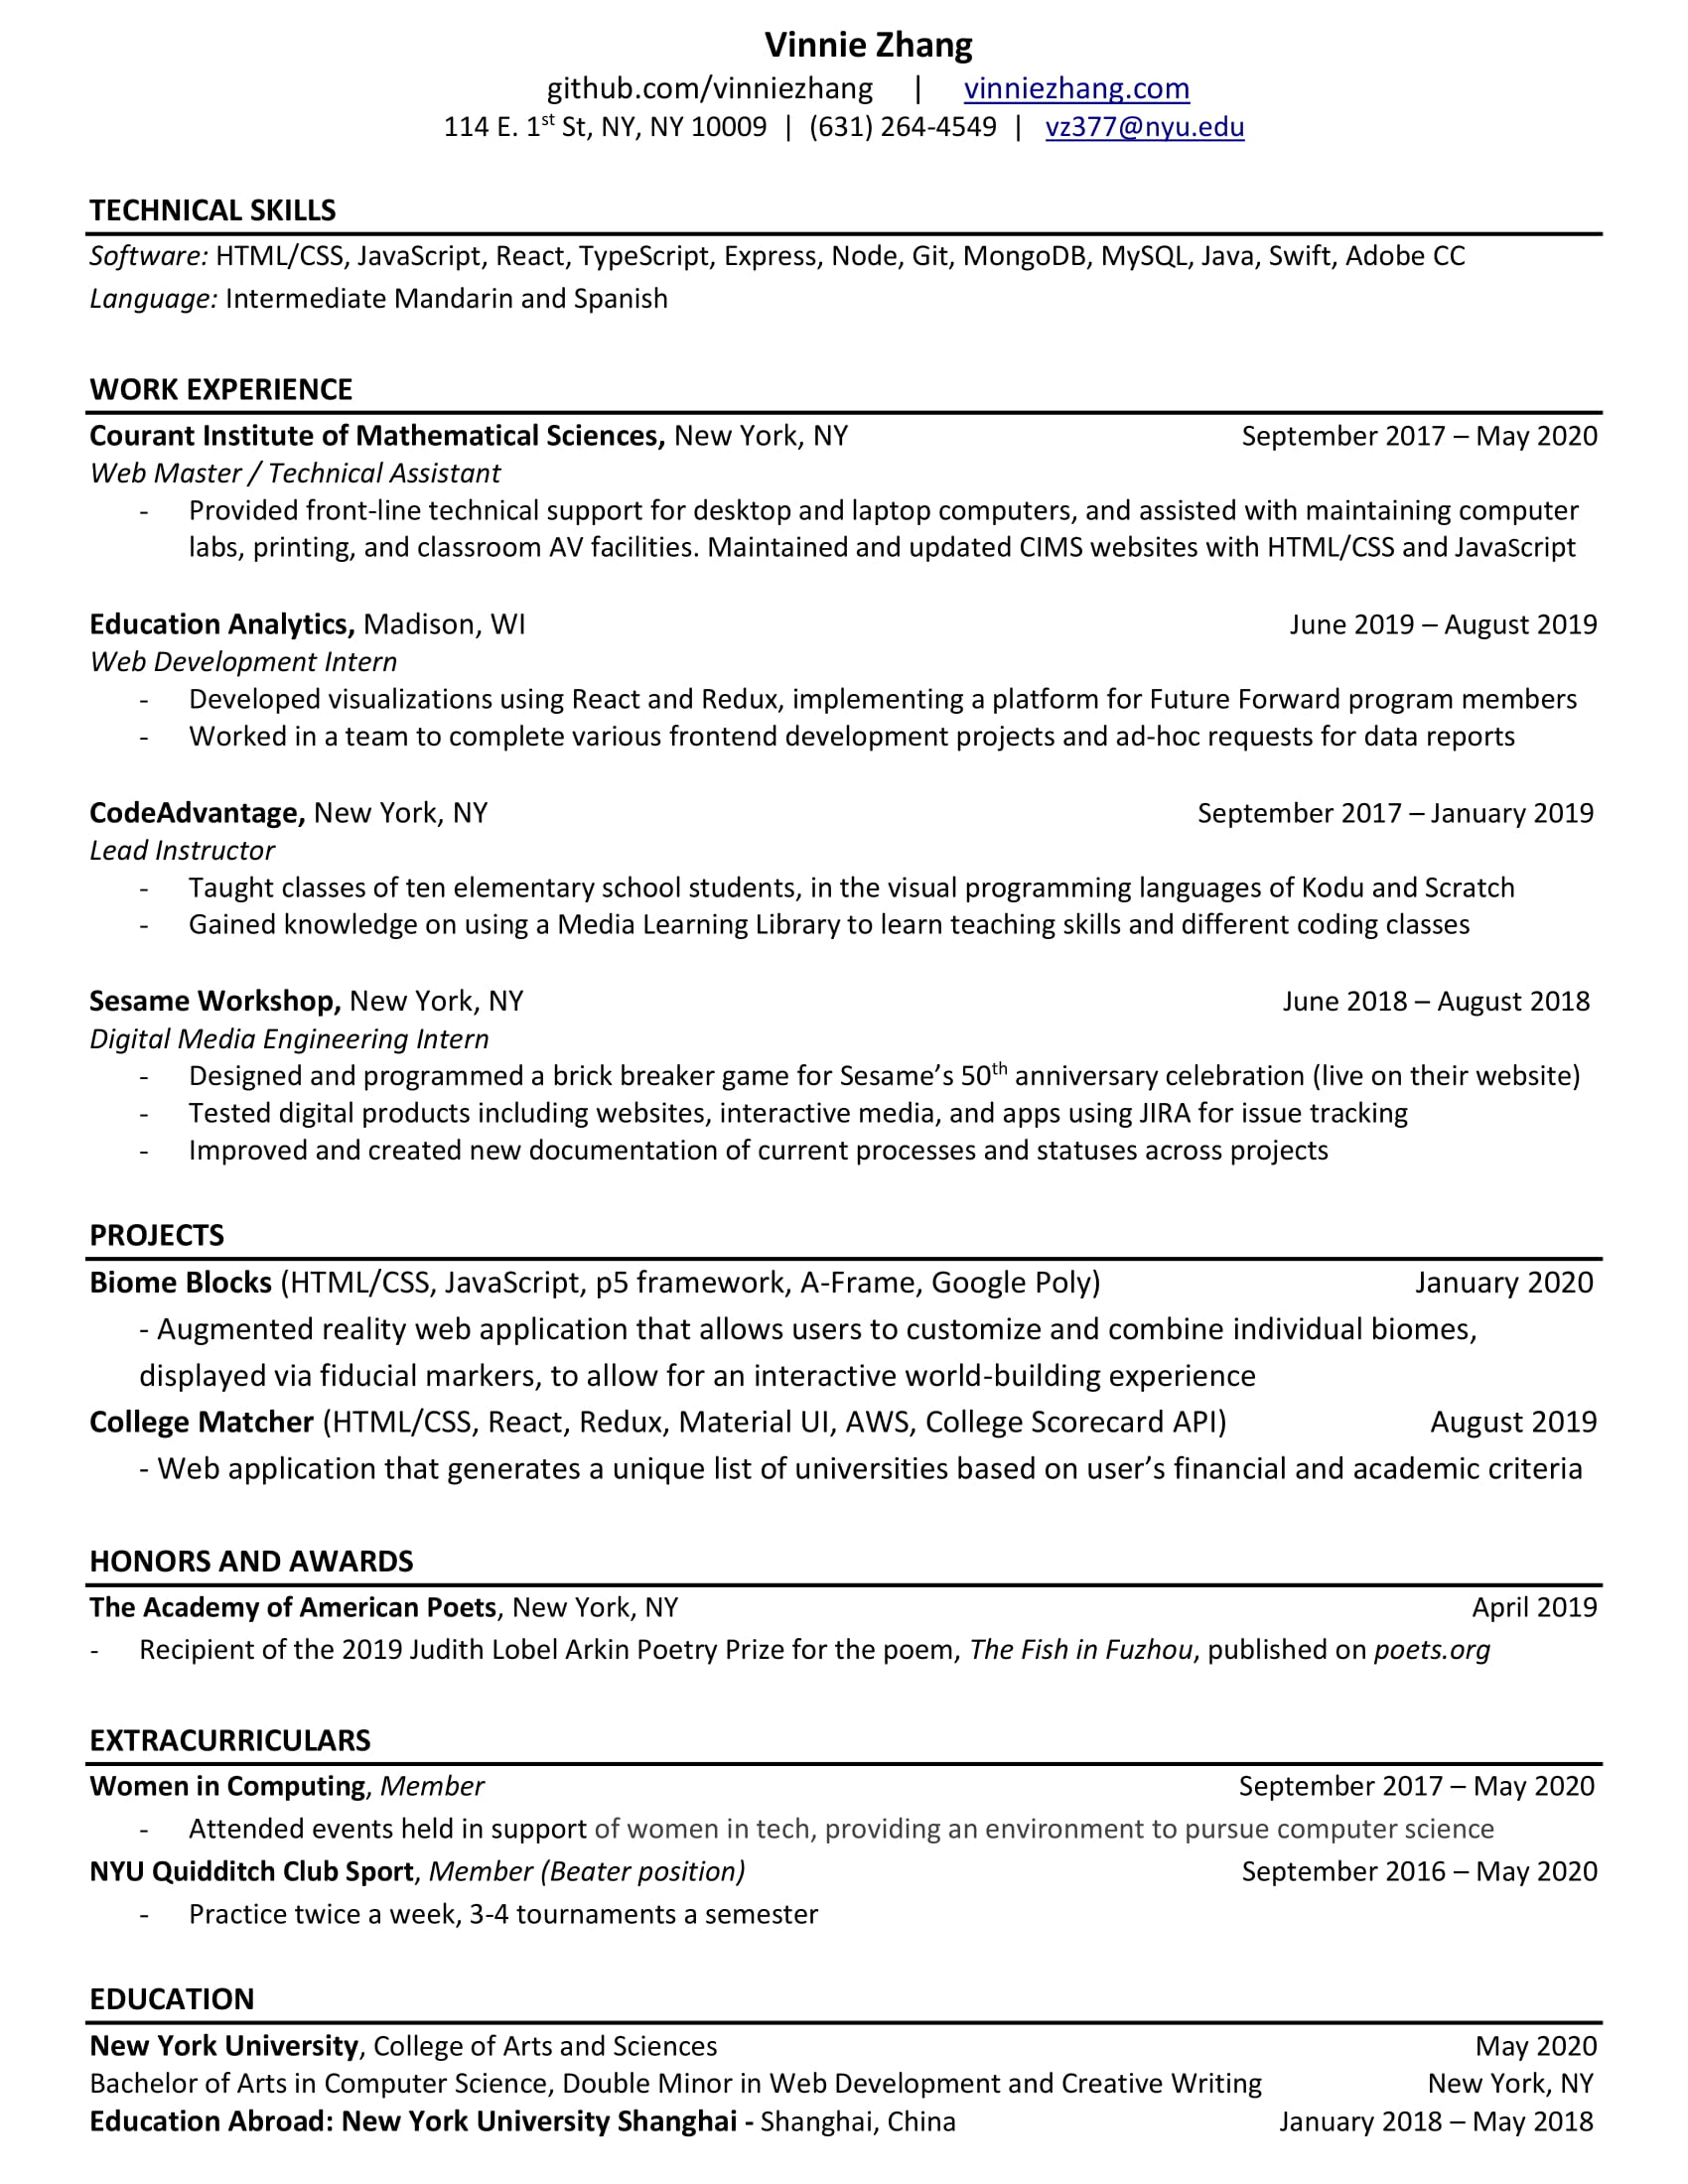 Vinnie Zhang
github.com/vinniezhang | vinniezhang.com
114 E. 1st St, NY, NY 10009 | (631) 264-4549 | vz377@nyu.edu
TECHNICAL SKILLS
Software: HTML/CSS, JavaScript, React, TypeScript, Express, Node, Git, MongoDB, MySQL, Java, Swift, Adobe CC
Language: Intermediate Mandarin and Spanish
WORK EXPERIENCE
Courant Institute of Mathematical Sciences, New York, NY September 2017 – May 2020
Web Master / Technical Assistant
- Provided front-line technical support for desktop and laptop computers, and assisted with maintaining computer
labs, printing, and classroom AV facilities. Maintained and updated CIMS websites with HTML/CSS and JavaScript
Education Analytics, Madison, WI June 2019 – August 2019
Web Development Intern
- Developed visualizations using React and Redux, implementing a platform for Future Forward program members
- Worked in a team to complete various frontend development projects and ad-hoc requests for data reports
CodeAdvantage, New York, NY September 2017 – January 2019
Lead Instructor
- Taught classes of ten elementary school students, in the visual programming languages of Kodu and Scratch
- Gained knowledge on using a Media Learning Library to learn teaching skills and different coding classes
Sesame Workshop, New York, NY June 2018 – August 2018
Digital Media Engineering Intern
- Designed and programmed a brick breaker game for Sesame’s 50th anniversary celebration (live on their website)
- Tested digital products including websites, interactive media, and apps using JIRA for issue tracking
- Improved and created new documentation of current processes and statuses across projects
PROJECTS
Biome Blocks (HTML/CSS, JavaScript, p5 framework, A-Frame, Google Poly) January 2020
- Augmented reality web application that allows users to customize and combine individual biomes,
displayed via fiducial markers, to allow for an interactive world-building experience
College Matcher (HTML/CSS, React, Redux, Material UI, AWS, College Scorecard API) August 2019
- Web application that generates a unique list of universities based on user’s financial and academic criteria
HONORS AND AWARDS
The Academy of American Poets, New York, NY April 2019
- Recipient of the 2019 Judith Lobel Arkin Poetry Prize for the poem, The Fish in Fuzhou, published on poets.org
EXTRACURRICULARS
Women in Computing, Member September 2017 – May 2020
- Attended events held in support of women in tech, providing an environment to pursue computer science
NYU Quidditch Club Sport, Member (Beater position) September 2016 – May 2020
- Practice twice a week, 3-4 tournaments a semester
EDUCATION
New York University, College of Arts and Sciences May 2020
Bachelor of Arts in Computer Science, Double Minor in Web Development and Creative Writing New York, NY
Education Abroad: New York University Shanghai - Shanghai, China January 2018 – May 2018